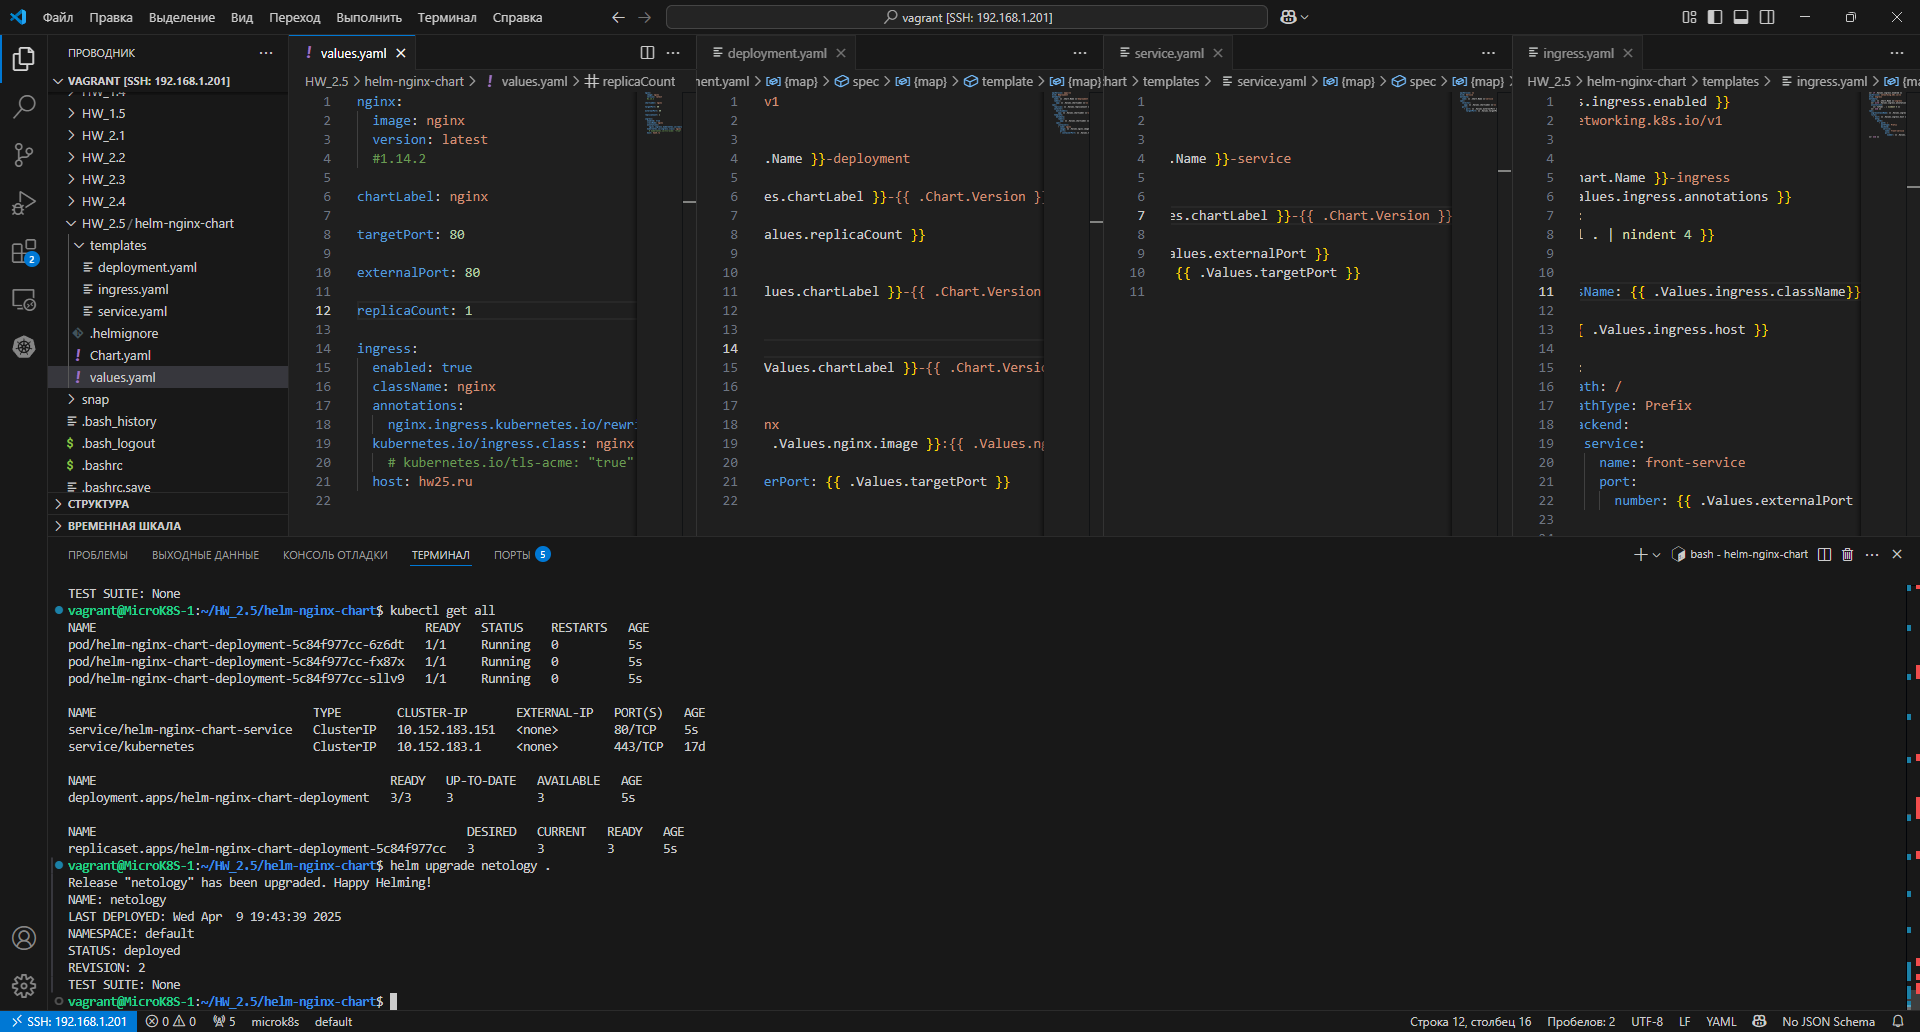 Файл Правка Выделение Вид Переход Выполнить Терминал Справка
vagrant [SSH: 192.168.1.201]
ПРОВОДНИК
VAGRANT [SSH: 192.168.1.201]
HW_1.4
HW_1.5
HW_2.1
HW_2.2
HW_2.3
HW_2.4
HW_2.5/helm-nginx-chart
templates
deployment.yaml
ingress.yaml
service.yaml
.helmignore
! Chart.yaml
! values.yaml
snap
.bash_history
$ .bash_logout
$ .bashrc
.bashrc.save
СТРУКТУРА
ВРЕМЕННАЯ ШКАЛА
2
! values.yaml
HW_2.5 > helm-nginx-chart > ! values.yaml > replicaCount
1 nginx:
2 image: nginx
3 version: latest
4 #1.14.2
5
6 chartLabel: nginx
7
8 targetPort: 80
9
10 externalPort: 80
11
12 replicaCount: 1
13
14 ingress:
15 enabled: true
16 className: nginx
17 annotations:
18 nginx.ingress.kubernetes.io/rewr
19 kubernetes.io/ingress.class: nginx
20 # kubernetes.io/tls-acme: "true"
21 host: hw25.ru
22
deployment.yaml
ment.yaml > {map} > spec > {map} > template > {map}
1 v1
2
3
4 .Name }}-deployment
5
6 es.chartLabel }}-{{ .Chart.Version }}
7
8 alues.replicaCount }}
9
10
11 lues.chartLabel }}-{{ .Chart.Version
12
13
14
15 Values.chartLabel }}-{{ .Chart.Versio
16
17
18 nx
19 .Values.nginx.image }}:{{ .Values.ng
20
21 erPort: {{ .Values.targetPort }}
22
service.yaml
hart > templates > service.yaml > {map} > spec > {map}
1
2
3
4 .Name }}-service
5
6
7 es.chartLabel }}-{{ .Chart.Version }}
8
9 alues.externalPort }}
10 {{ .Values.targetPort }}
11
ingress.yaml
HW_2.5 > helm-nginx-chart > templates > ingress.yaml >
1 s.ingress.enabled }}
2 etworking.k8s.io/v1
3
4
5 hart.Name }}-ingress
6 alues.ingress.annotations }}
7 :
8 l . | nindent 4 }}
9
10
11 sName: {{ .Values.ingress.className}}
12
13 { .Values.ingress.host }}
14
15 :
16 ath: /
17 athType: Prefix
18 ackend:
19 service:
20 name: front-service
21 port:
22 number: {{ .Values.externalPort
23
ПРОБЛЕМЫ ВЫХОДНЫЕ ДАННЫЕ КОНСОЛЬ ОТЛАДКИ ТЕРМИНАЛ ПОРТЫ 5
bash - helm-nginx-chart
TEST SUITE: None
vagrant@MicroK8S-1:~/HW_2.5/helm-nginx-chart$ kubectl get all
NAME READY STATUS RESTARTS AGE
pod/helm-nginx-chart-deployment-5c84f977cc-6z6dt 1/1 Running 0 5s
pod/helm-nginx-chart-deployment-5c84f977cc-fx87x 1/1 Running 0 5s
pod/helm-nginx-chart-deployment-5c84f977cc-sllv9 1/1 Running 0 5s
NAME TYPE CLUSTER-IP EXTERNAL-IP PORT(S) AGE
service/helm-nginx-chart-service ClusterIP 10.152.183.151 <none> 80/TCP 5s
service/kubernetes ClusterIP 10.152.183.1 <none> 443/TCP 17d
NAME READY UP-TO-DATE AVAILABLE AGE
deployment.apps/helm-nginx-chart-deployment 3/3 3 3 5s
NAME DESIRED CURRENT READY AGE
replicaset.apps/helm-nginx-chart-deployment-5c84f977cc 3 3 3 5s
vagrant@MicroK8S-1:~/HW_2.5/helm-nginx-chart$ helm upgrade netology .
Release "netology" has been upgraded. Happy Helming!
NAME: netology
LAST DEPLOYED: Wed Apr 9 19:43:39 2025
NAMESPACE: default
STATUS: deployed
REVISION: 2
TEST SUITE: None
vagrant@MicroK8S-1:~/HW_2.5/helm-nginx-chart$
SSH: 192.168.1.201 0 0 5 microk8s default
Строка 12, столбец 16 Пробелов: 2 UTF-8 LF YAML No JSON Schema